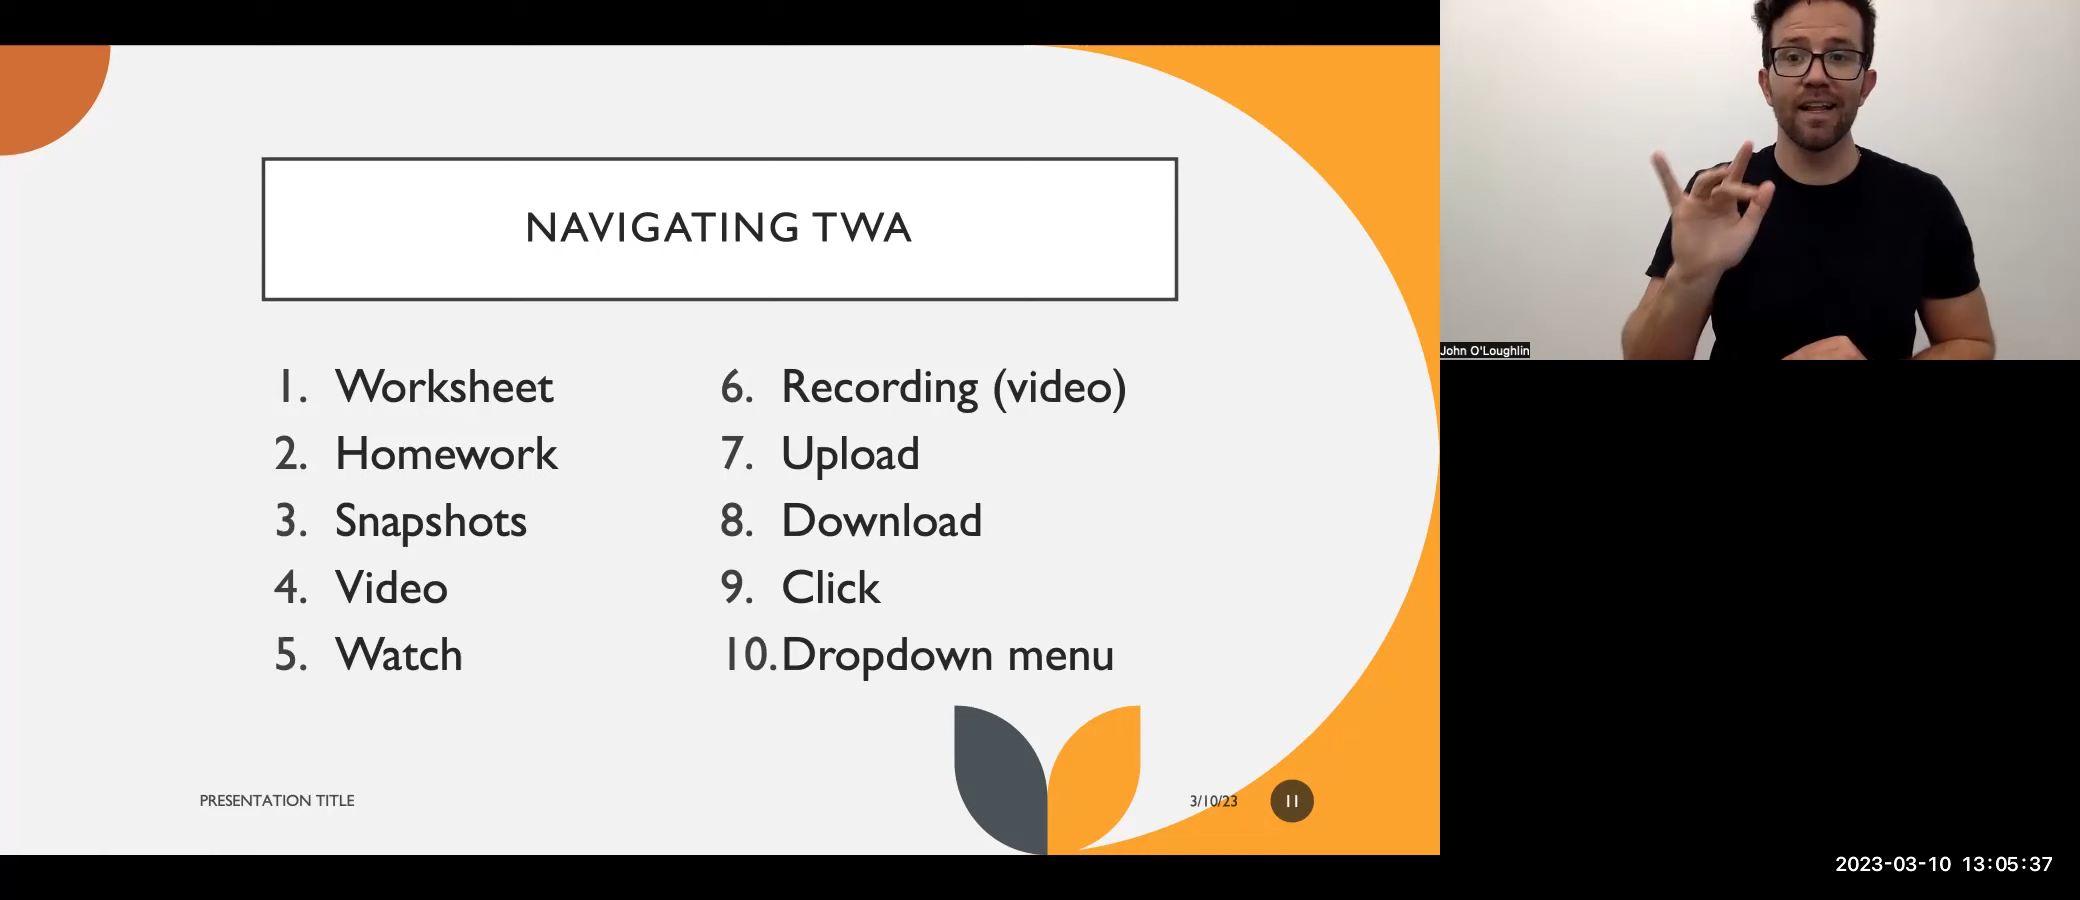 NAVIGATING TWA
1. Worksheet
2. Homework
3. Snapshots
4. Video
5. Watch
6. Recording (video)
7. Upload
8. Download
9. Click
10. Dropdown menu
PRESENTATION TITLE
3/10/23
11
John O'Loughlin
2023-03-10 13:05:37